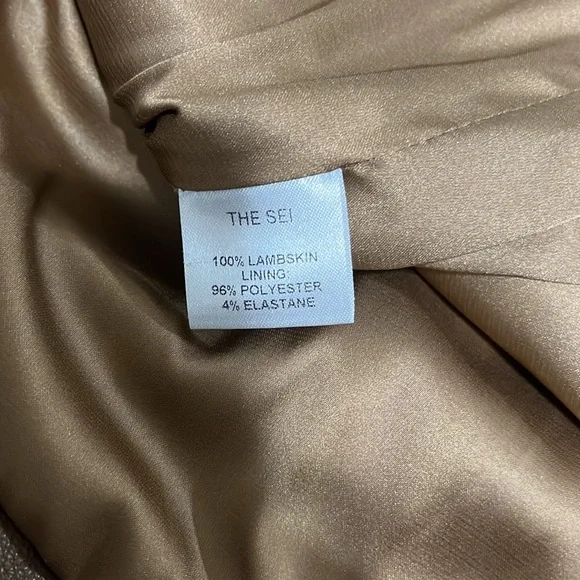 THE SEI
100% LAMBSKIN
LINING:
96% POLYESTER
4% ELASTANE